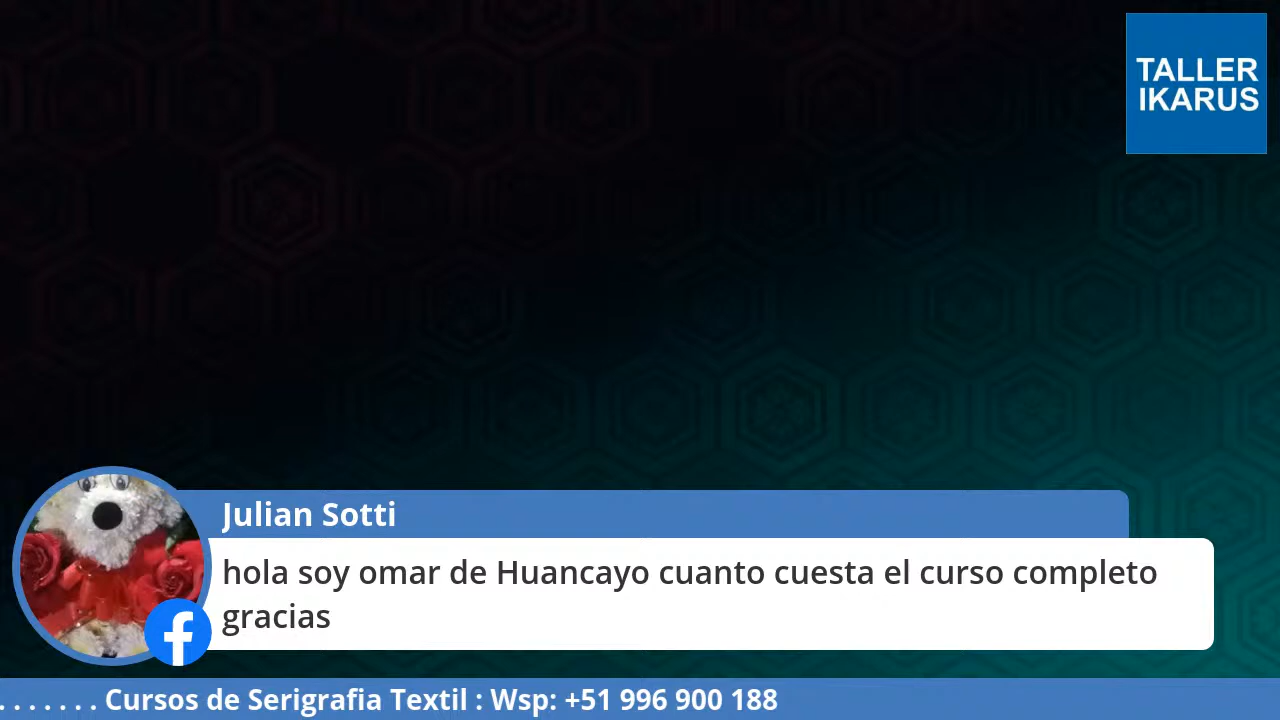 TALLER
IKARUS
Julian Sotti
hola soy omar de Huancayo cuanto cuesta el curso completo
gracias
. . . . . . . Cursos de Serigrafia Textil : Wsp: +51 996 900 188